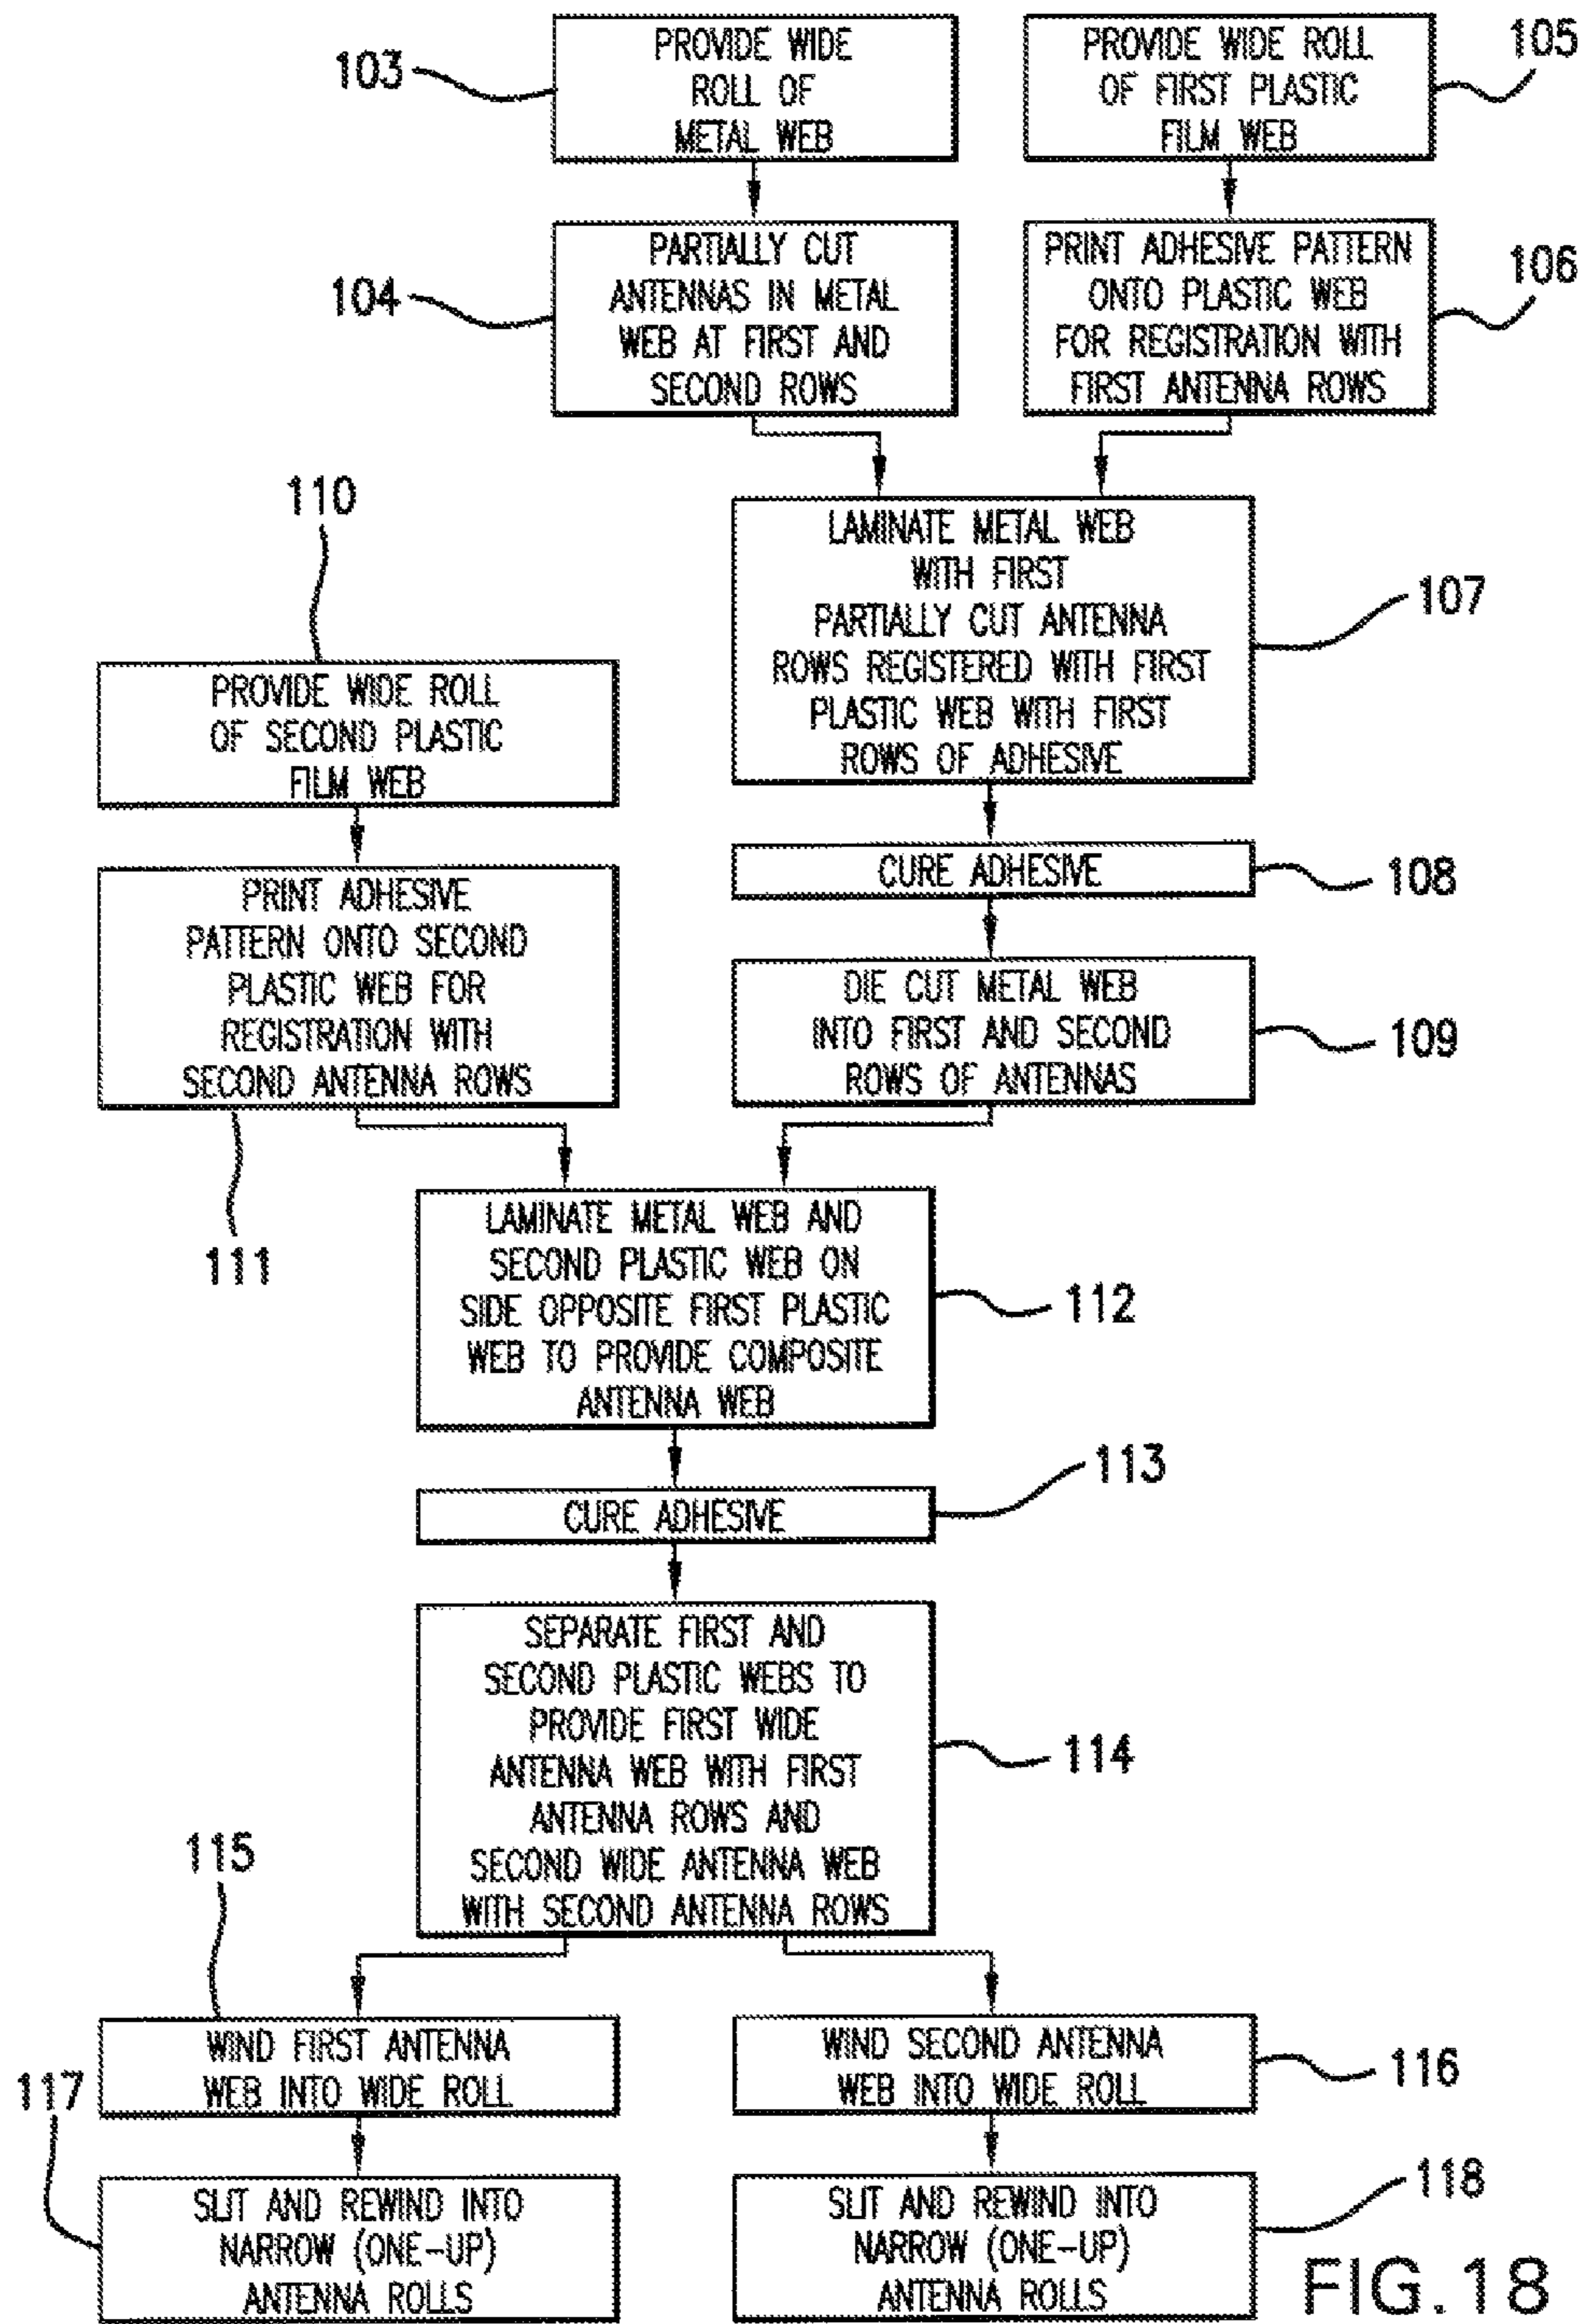 103
PROVIDE WIDE
ROLL OF
METAL WEB
PROVIDE WIDE ROLL
OF FIRST PLASTIC
FILM WEB
105
104
PARTIALLY CUT
ANTENNAS IN METAL
WEB AT FIRST AND
SECOND ROWS
PRINT ADHESIVE PATTERN
ONTO PLASTIC WEB
FOR REGISTRATION WITH
FIRST ANTENNA ROWS
106
LAMINATE METAL WEB
WITH FIRST
PARTIALLY CUT ANTENNA
ROWS REGISTERED WITH FIRST
PLASTIC WEB WITH FIRST
ROWS OF ADHESIVE
107
110
PROVIDE WIDE ROLL
OF SECOND PLASTIC
FILM WEB
CURE ADHESIVE
108
PRINT ADHESIVE
PATTERN ONTO SECOND
PLASTIC WEB FOR
REGISTRATION WITH
SECOND ANTENNA ROWS
111
DIE CUT METAL WEB
INTO FIRST AND SECOND
ROWS OF ANTENNAS
109
LAMINATE METAL WEB AND
SECOND PLASTIC WEB ON
SIDE OPPOSITE FIRST PLASTIC
WEB TO PROVIDE COMPOSITE
ANTENNA WEB
112
CURE ADHESIVE
113
SEPARATE FIRST AND
SECOND PLASTIC WEBS TO
PROVIDE FIRST WIDE
ANTENNA WEB WITH FIRST
ANTENNA ROWS AND
SECOND WIDE ANTENNA WEB
WITH SECOND ANTENNA ROWS
114
115
WIND FIRST ANTENNA
WEB INTO WIDE ROLL
WIND SECOND ANTENNA
WEB INTO WIDE ROLL
116
117
SLIT AND REWIND INTO
NARROW (ONE-UP)
ANTENNA ROLLS
SLIT AND REWIND INTO
NARROW (ONE-UP)
ANTENNA ROLLS
118
FIG.18